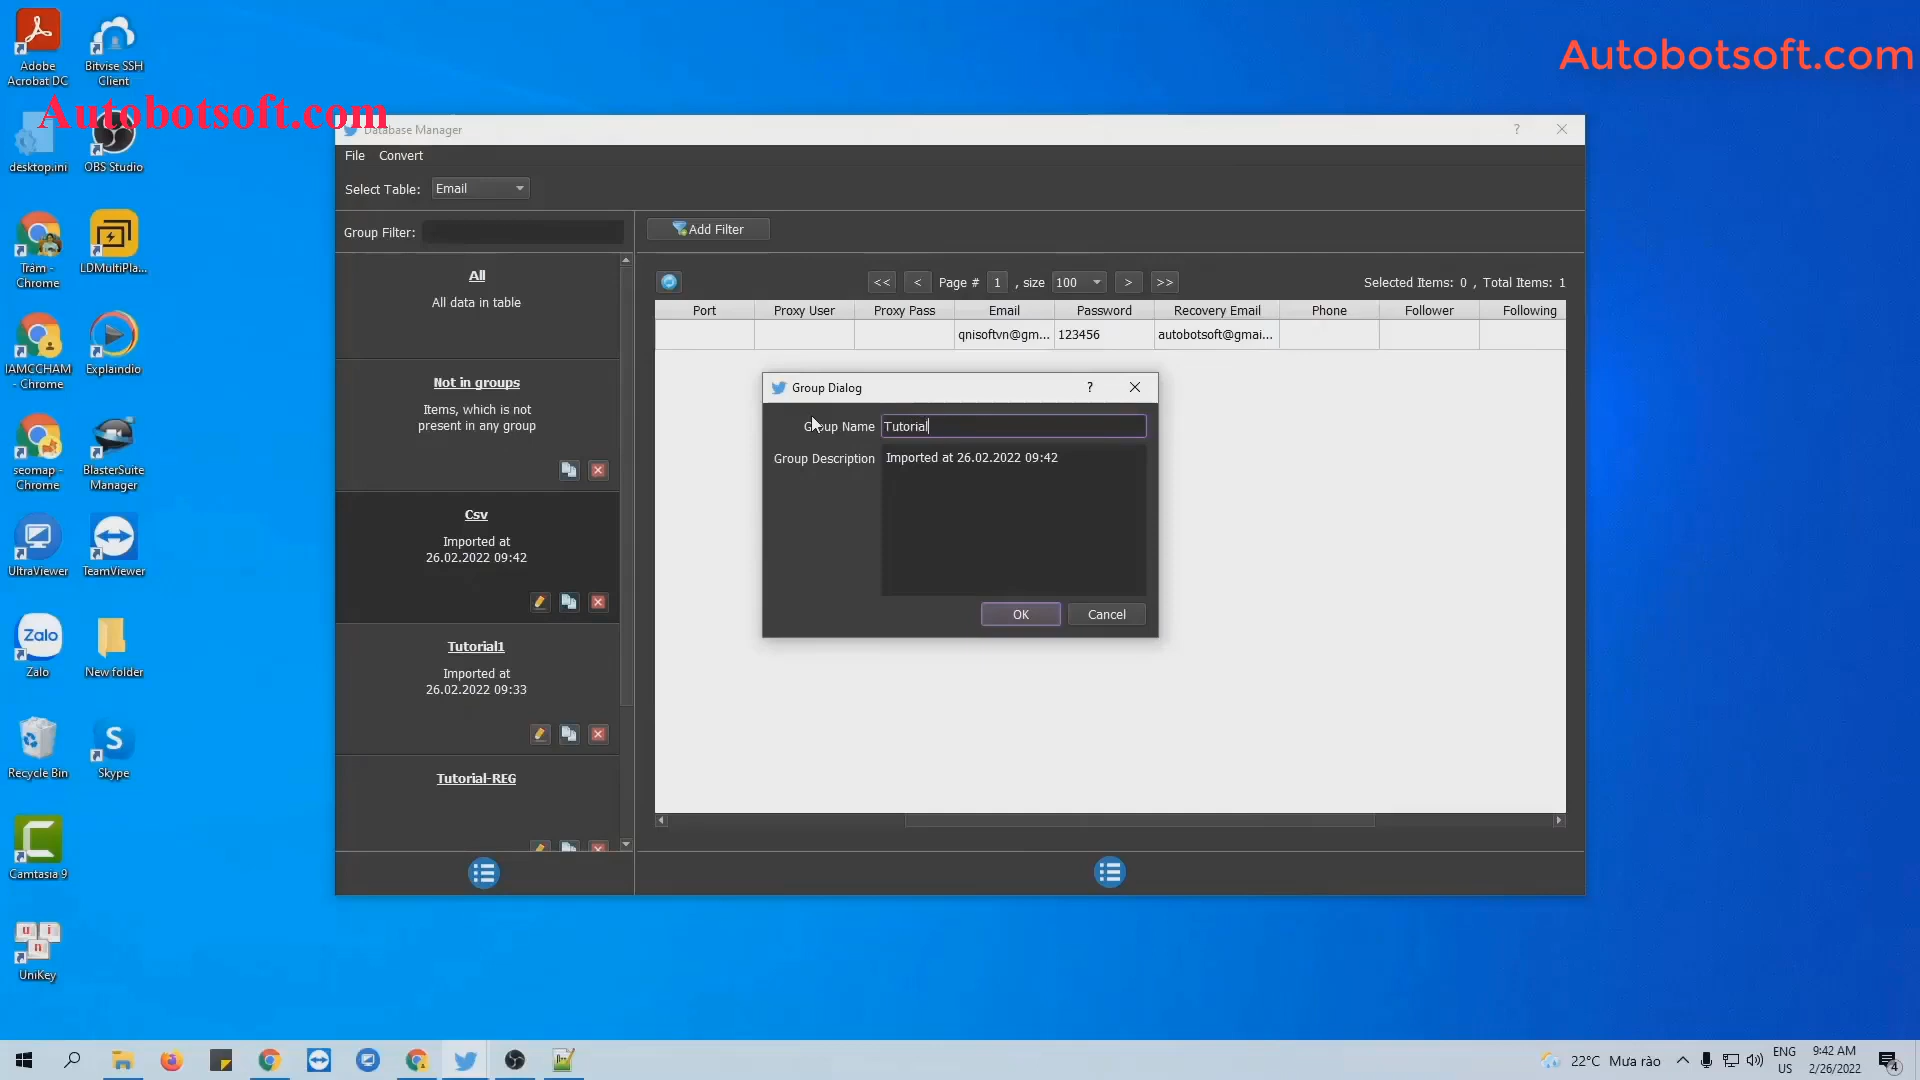 Autobotsoft.com
Autobotsoft.com
Adobe
Acrobat DC
Bitvise SSH
Client
desktop.ini
OBS Studio
Trâm -
Chrome
LDMultiPla...
IAMCCHAM
- Chrome
Explaindio
seomap -
Chrome
BlasterSuite
Manager
UltraViewer
TeamViewer
Zalo
Zalo
New folder
Recycle Bin
S
Skype
C
Camtasia 9
u i
n
UniKey
Database Manager
?
File Convert
Select Table: Email
Group Filter:
Add Filter
All
All data in table
Not in groups
Items, which is not
present in any group
Csv
Imported at
26.02.2022 09:42
Tutorial1
Imported at
26.02.2022 09:33
Tutorial-REG
<< < Page # 1 , size 100 > >>
Selected Items: 0 , Total Items: 1
Port Proxy User Proxy Pass Email Password Recovery Email Phone Follower Following
qnisoftvn@gm... 123456 autobotsoft@gmai...
Group Dialog
?
Group Name Tutorial
Group Description Imported at 26.02.2022 09:42
OK Cancel
22°C Mưa rào
ENG
US
9:42 AM
2/26/2022
4